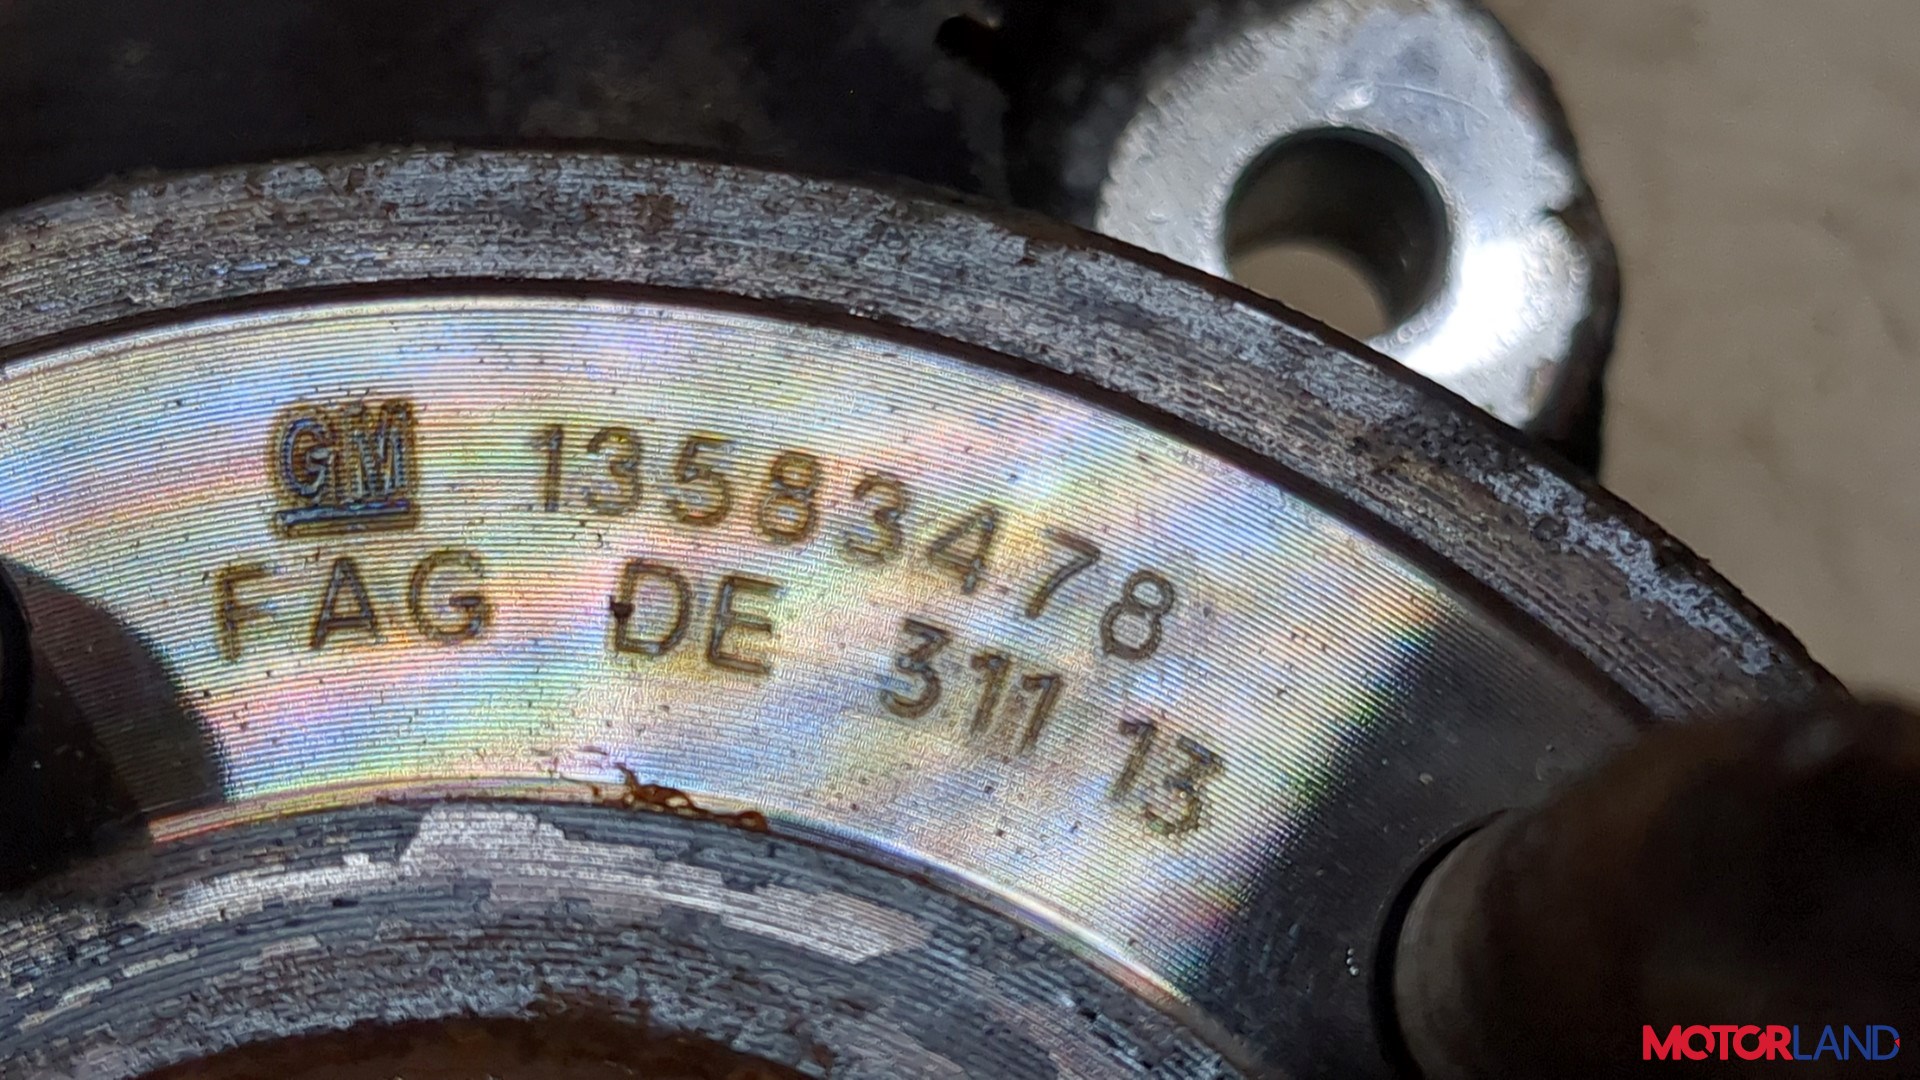 GM 13583478
FAG DE 311 13
MOTORLAND